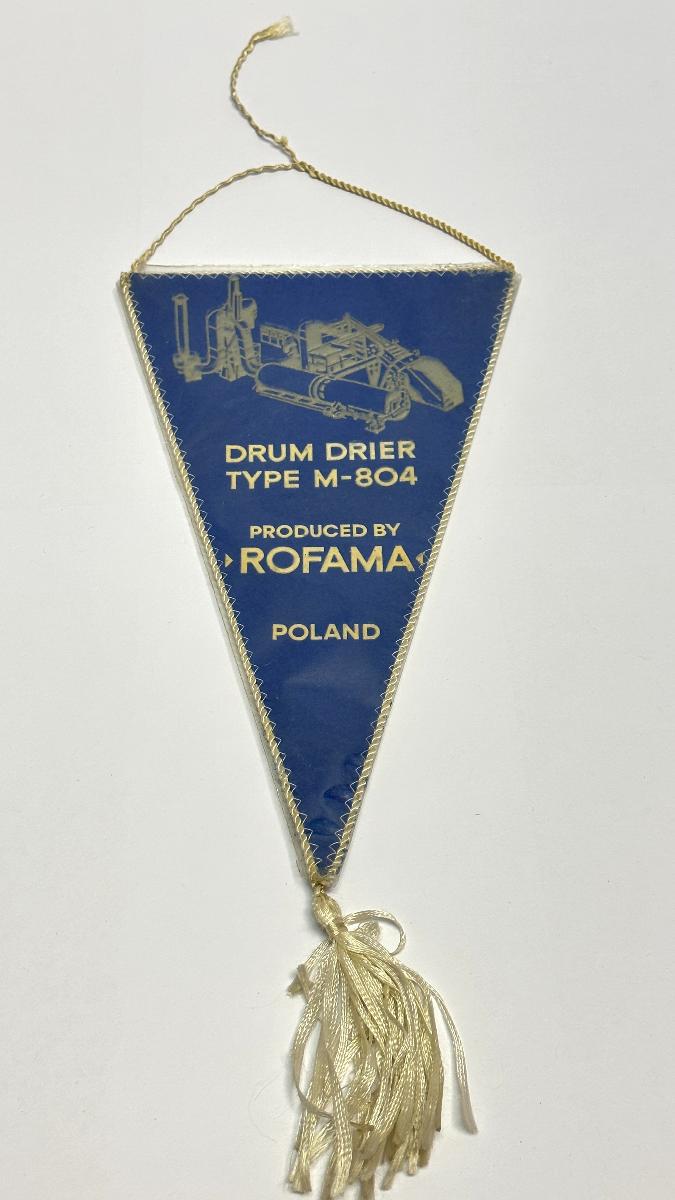 DRUM DRIER
TYPE M-804
PRODUCED BY
ROFAMA
POLAND